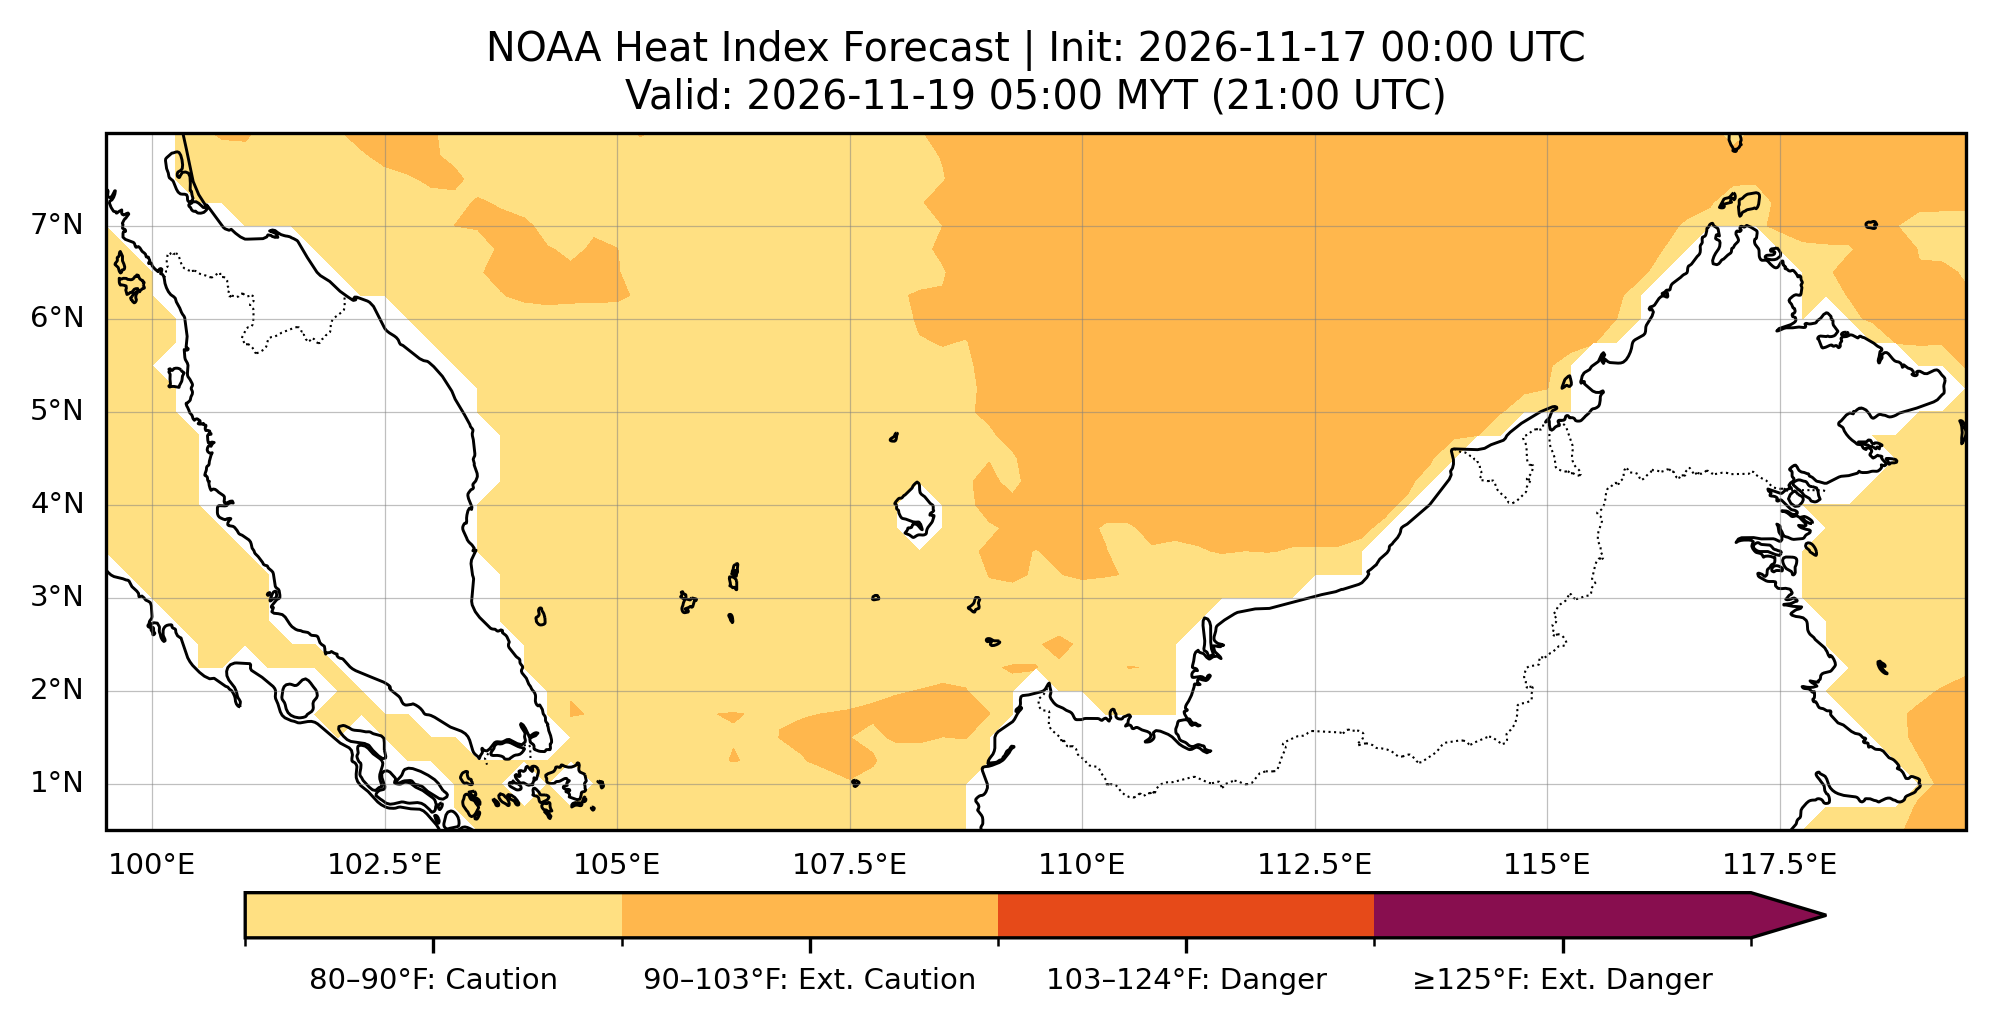 NOAA Heat Index Forecast | Init: 2026-11-17 00:00 UTC
Valid: 2026-11-19 05:00 MYT (21:00 UTC)
7°N
6°N
5°N
4°N
3°N
2°N
1°N
100°E 102.5°E 105°E 107.5°E 110°E 112.5°E 115°E 117.5°E
80–90°F: Caution 90–103°F: Ext. Caution 103–124°F: Danger ≥125°F: Ext. Danger